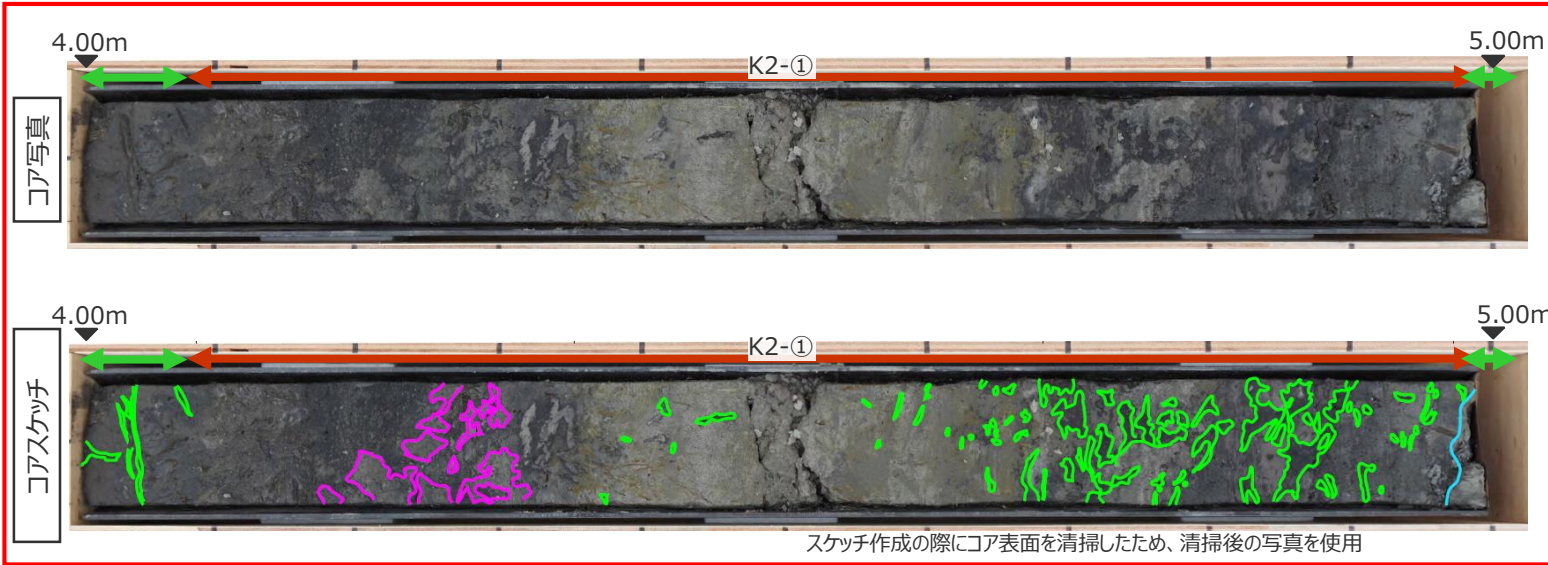 4.00m
5.00m
K2-①
コア写真
4.00m
5.00m
K2-①
コアスケッチ
スケッチ作成の際にコア表面を清掃したため、清掃後の写真を使用